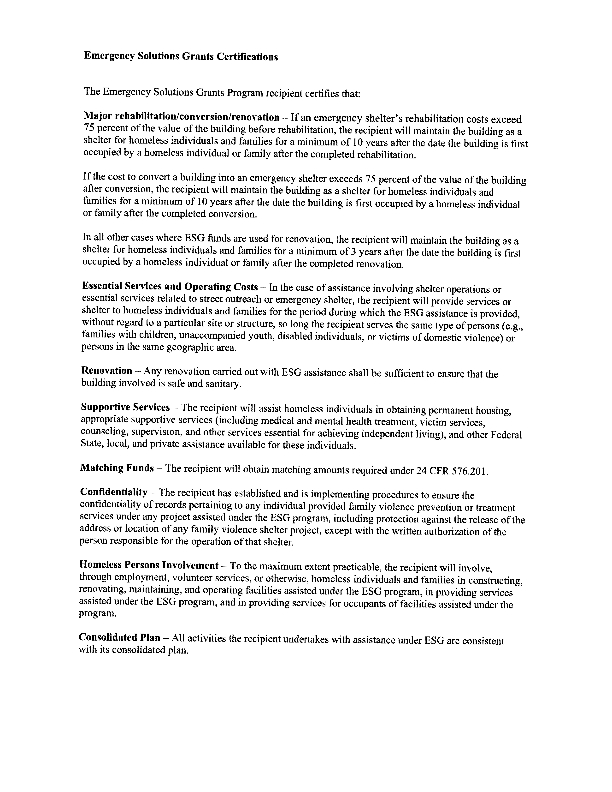 Emergency Solutions Grants Certifications
The Emergency Solutions Grants Program recipient certifies that:
Major rehabilitation/conversion/renovation – If an emergency shelter's rehabilitation costs exceed
75 percent of the value of the building before rehabilitation, the recipient will maintain the building as a
shelter for homeless individuals and families for a minimum of 10 years after the date the building is first
occupied by a homeless individual or family after the completed rehabilitation.
If the cost to convert a building into an emergency shelter exceeds 75 percent of the value of the building
after conversion, the recipient will maintain the building as a shelter for homeless individuals and
families for a minimum of 10 years after the date the building is first occupied by a homeless individual
or family after the completed conversion.
In all other cases where ESG funds are used for renovation, the recipient will maintain the building as a
shelter for homeless individuals and families for a minimum of 3 years after the date the building is first
occupied by a homeless individual or family after the completed renovation.
Essential Services and Operating Costs – In the case of assistance involving shelter operations or
essential services related to street outreach or emergency shelter, the recipient will provide services or
shelter to homeless individuals and families for the period during which the ESG assistance is provided,
without regard to a particular site or structure, so long the recipient serves the same type of persons (e.g.,
families with children, unaccompanied youth, disabled individuals, or victims of domestic violence) or
persons in the same geographic area.
Renovation – Any renovation carried out with ESG assistance shall be sufficient to ensure that the
building involved is safe and sanitary.
Supportive Services – The recipient will assist homeless individuals in obtaining permanent housing,
appropriate supportive services (including medical and mental health treatment, victim services,
counseling, supervision, and other services essential for achieving independent living), and other Federal
State, local, and private assistance available for these individuals.
Matching Funds – The recipient will obtain matching amounts required under 24 CFR 576.201.
Confidentiality – The recipient has established and is implementing procedures to ensure the
confidentiality of records pertaining to any individual provided family violence prevention or treatment
services under any project assisted under the ESG program, including protection against the release of the
address or location of any family violence shelter project, except with the written authorization of the
person responsible for the operation of that shelter.
Homeless Persons Involvement – To the maximum extent practicable, the recipient will involve,
through employment, volunteer services, or otherwise, homeless individuals and families in constructing,
renovating, maintaining, and operating facilities assisted under the ESG program, in providing services
assisted under the ESG program, and in providing services for occupants of facilities assisted under the
program.
Consolidated Plan – All activities the recipient undertakes with assistance under ESG are consistent
with its consolidated plan.